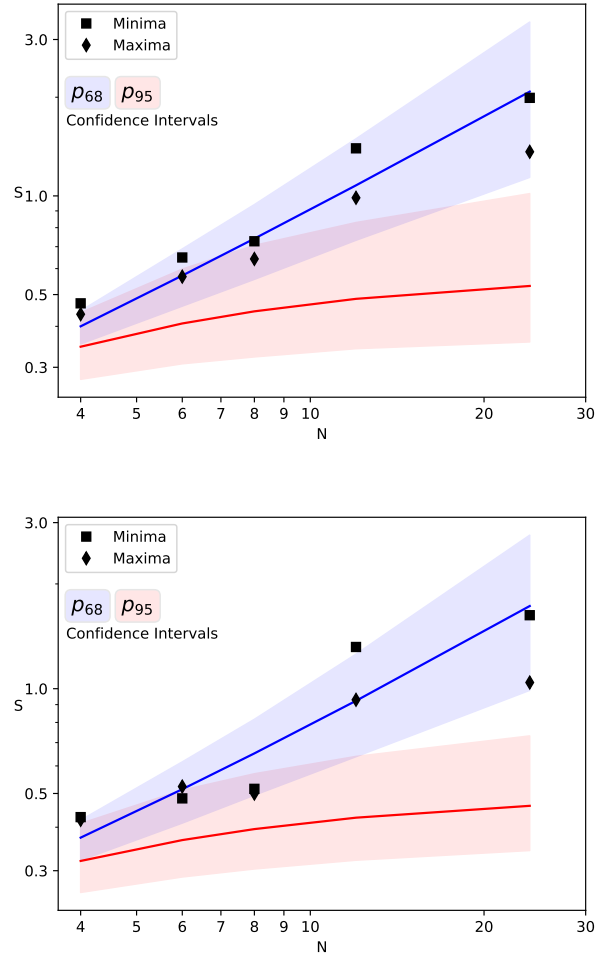 Minima
Maxima
p68 p95
Confidence Intervals
3.0
1.0
0.5
0.3
S
4 5 6 7 8 9 10 20 30
N
Minima
Maxima
p68 p95
Confidence Intervals
3.0
1.0
0.5
0.3
S
4 5 6 7 8 9 10 20 30
N